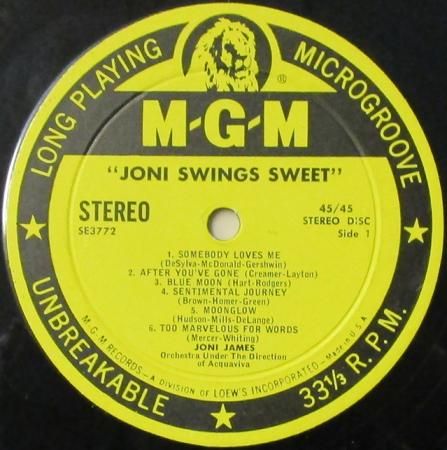 LONG PLAYING
MICROGROOVE
®
M-G-M
"JONI SWINGS SWEET"
STEREO
SE3772
45/45
STEREO DISC
Side 1
1. SOMEBODY LOVES ME
(DeSylva-McDonald-Gershwin)
2. AFTER YOU'VE GONE (Creamer-Layton)
3. BLUE MOON (Hart-Rodgers)
4. SENTIMENTAL JOURNEY
(Brown-Homer-Green)
5. MOONGLOW
(Hudson-Mills-DeLange)
6. TOO MARVELOUS FOR WORDS
(Mercer-Whiting)
JONI JAMES
Orchestra Under The Direction
of Acquaviva
M-G-M RECORDS—A DIVISION OF LOEW'S INCORPORATED—Made in U.S.A.
UNBREAKABLE
33⅓ R.P.M.